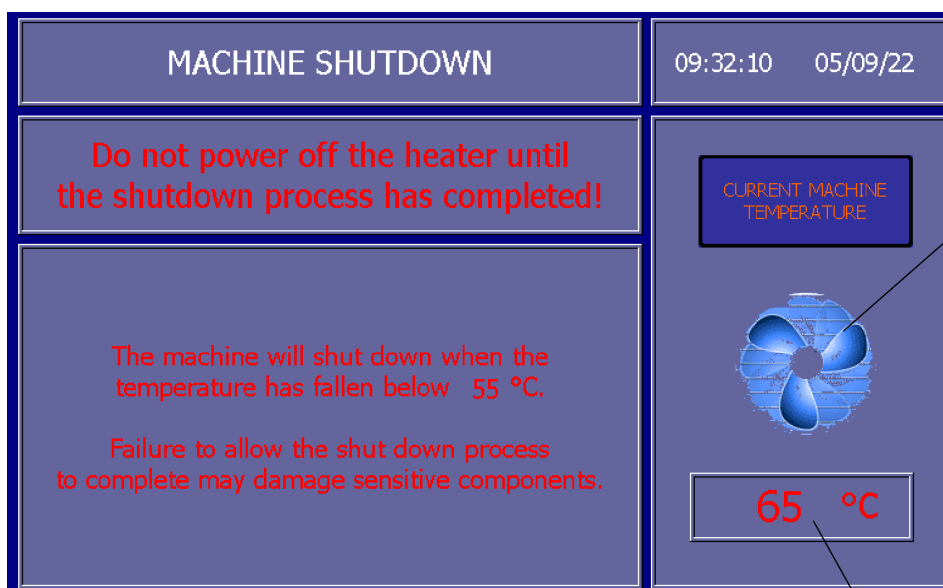 MACHINE SHUTDOWN
09:32:10 05/09/22
Do not power off the heater until
the shutdown process has completed!
CURRENT MACHINE
TEMPERATURE
The machine will shut down when the
temperature has fallen below 55 °C.
Failure to allow the shut down process
to complete may damage sensitive components.
65 °C